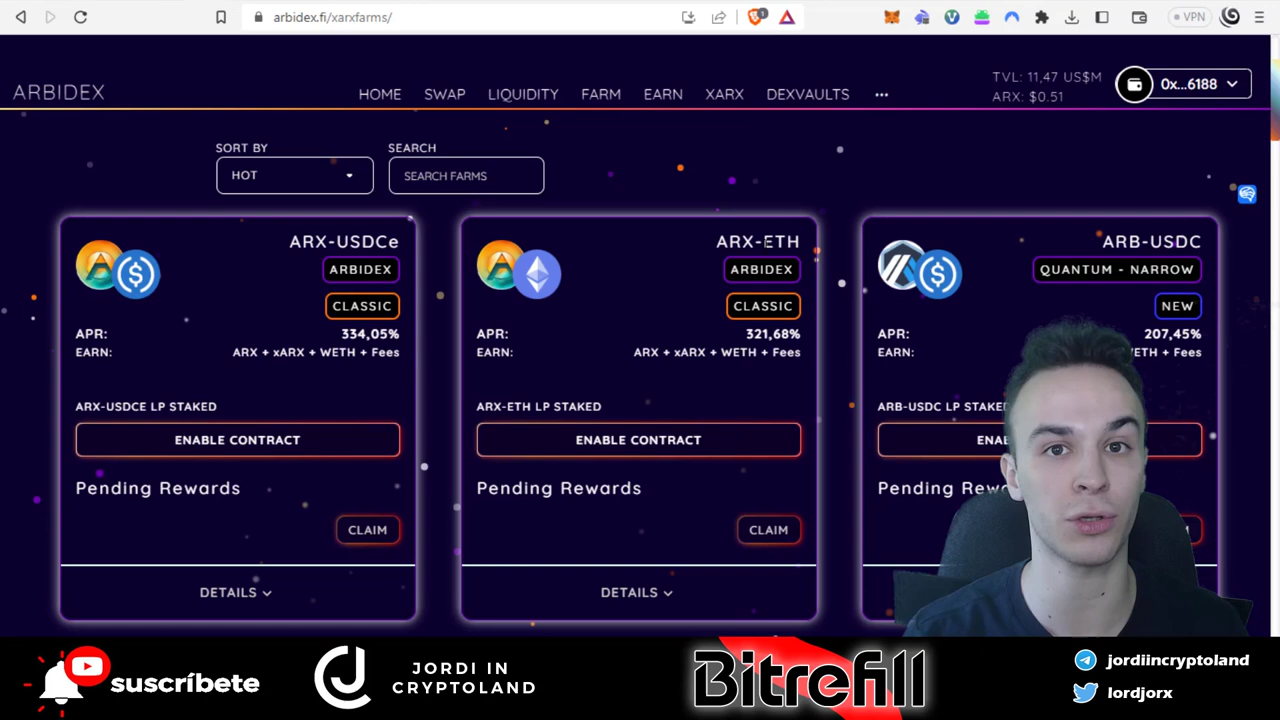 arbidex.fi/xarxfarms/
1
VPN
ARBIDEX
HOME
SWAP
LIQUIDITY
FARM
EARN
XARX
DEXVAULTS
TVL: 11,47 US$M
ARX: $0.51
0x...6188
SORT BY
HOT
SEARCH
SEARCH FARMS
ARX-USDCe
ARBIDEX
CLASSIC
APR: 334,05%
EARN: ARX + xARX + WETH + Fees
ARX-USDCE LP STAKED
ENABLE CONTRACT
Pending Rewards
CLAIM
DETAILS
ARX-ETH
ARBIDEX
CLASSIC
APR: 321,68%
EARN: ARX + xARX + WETH + Fees
ARX-ETH LP STAKED
ENABLE CONTRACT
Pending Rewards
CLAIM
DETAILS
ARB-USDC
QUANTUM - NARROW
NEW
APR: 207,45%
EARN: WETH + Fees
ARB-USDC LP STAKED
Pending
suscríbete
JORDI IN
CRYPTOLAND
Bitrefill
jordiincryptoland
lordjorx